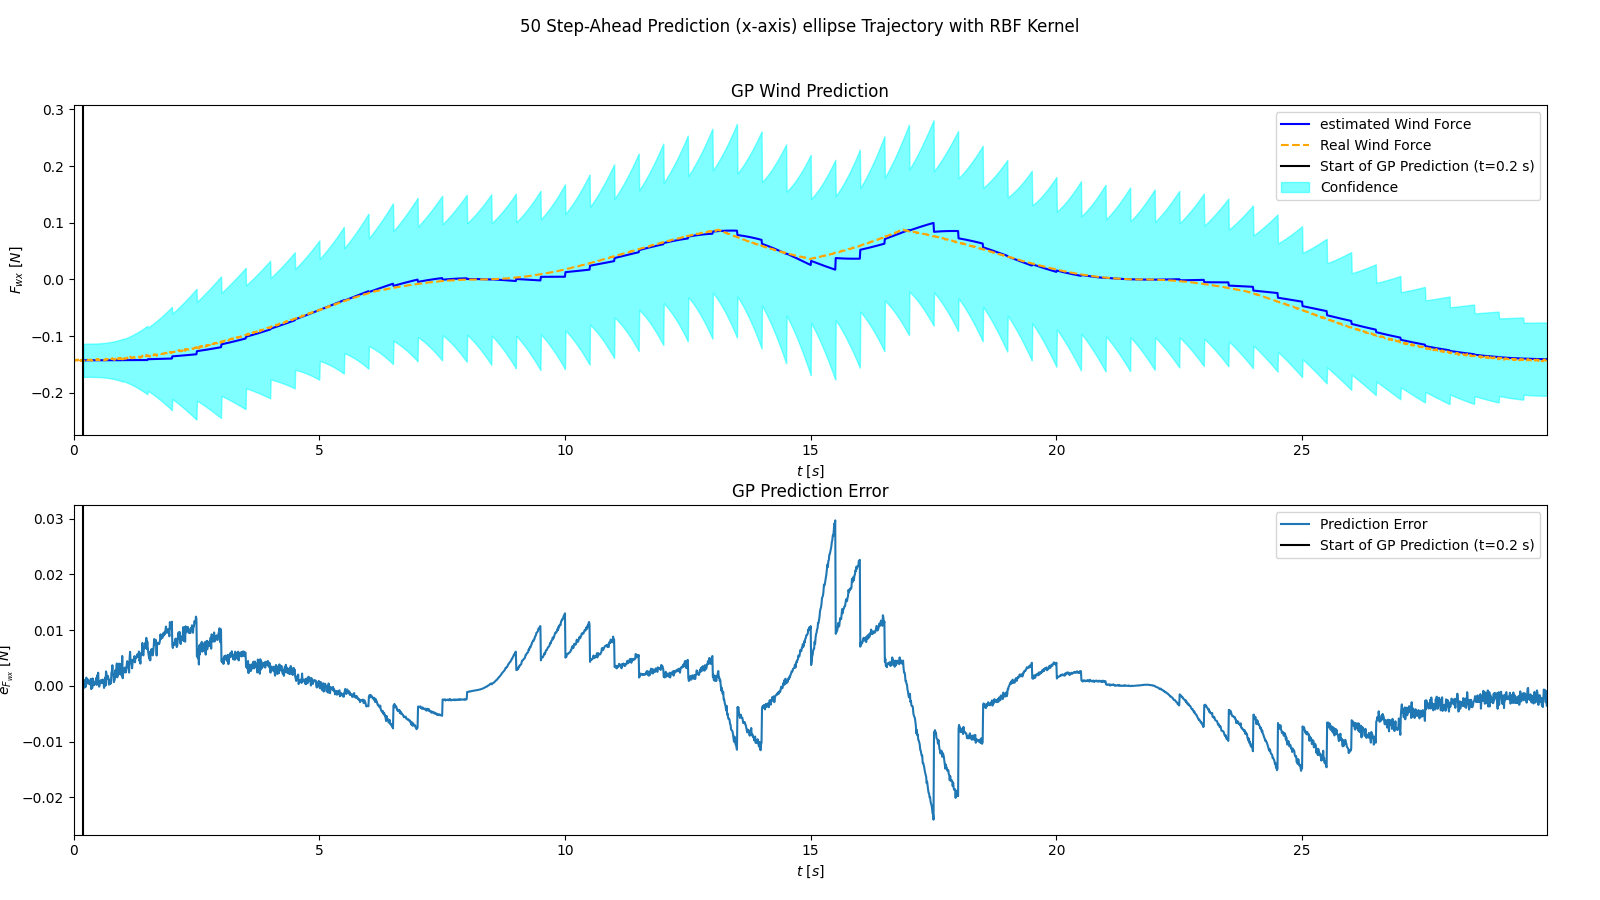 50 Step-Ahead Prediction (x-axis) ellipse Trajectory with RBF Kernel
GP Wind Prediction
0.3
0.2
0.1
0.0
−0.1
−0.2
F_wx [N]
estimated Wind Force
Real Wind Force
Start of GP Prediction (t=0.2 s)
Confidence
0 5 10 15 20 25
t [s]
GP Prediction Error
0.03
0.02
0.01
0.00
−0.01
−0.02
e_F_wx [N]
Prediction Error
Start of GP Prediction (t=0.2 s)
0 5 10 15 20 25
t [s]